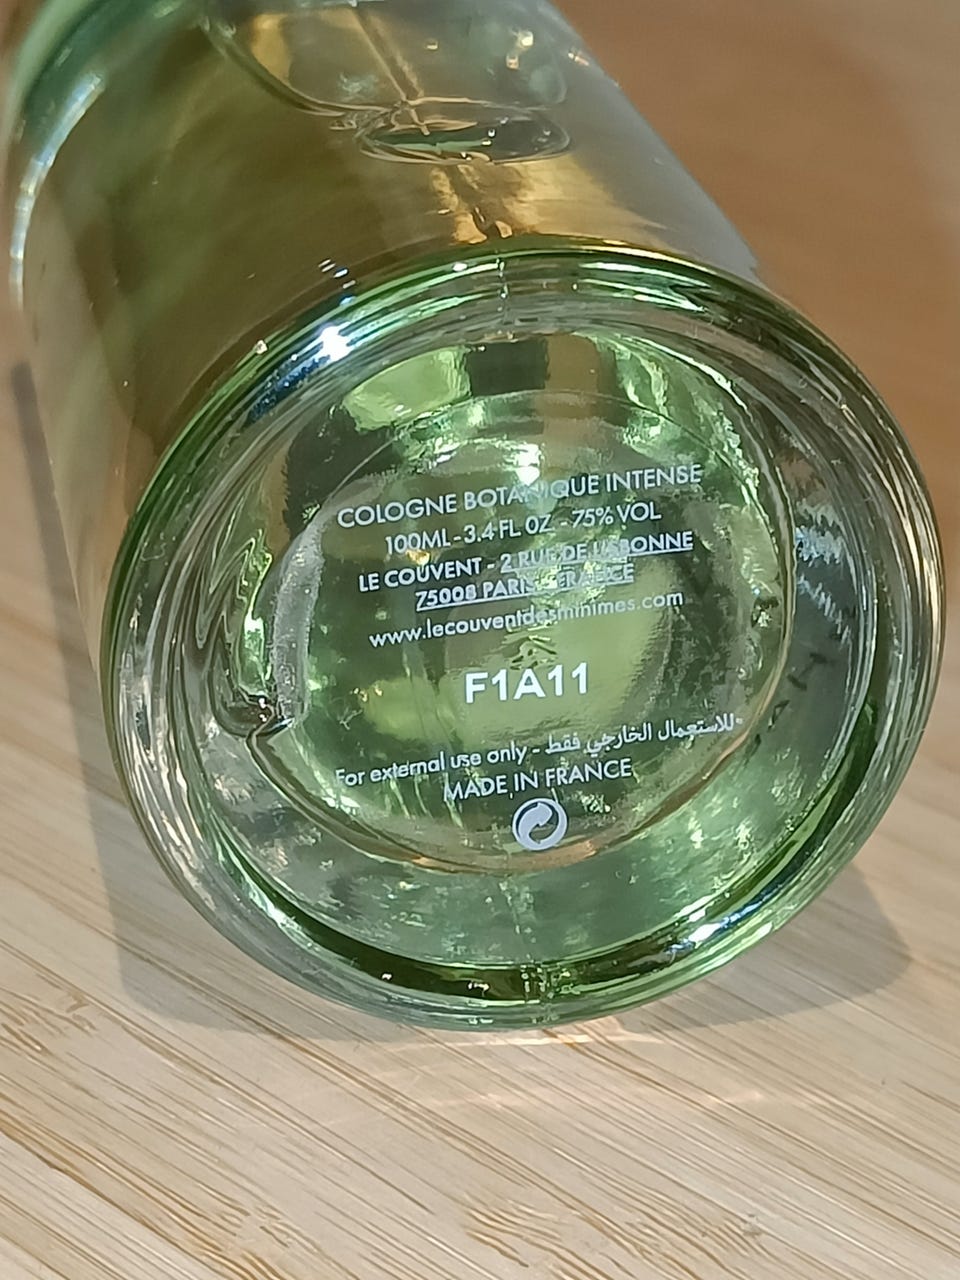 COLOGNE BOTANIQUE INTENSE
100ML - 3.4 FL OZ - 75% VOL
LE COUVENT - 2 RUE DE LISBONNE
75008 PARIS - FRANCE
www.lecouventdesminimes.com
F1A11
For external use only - للاستعمال الخارجي فقط
MADE IN FRANCE